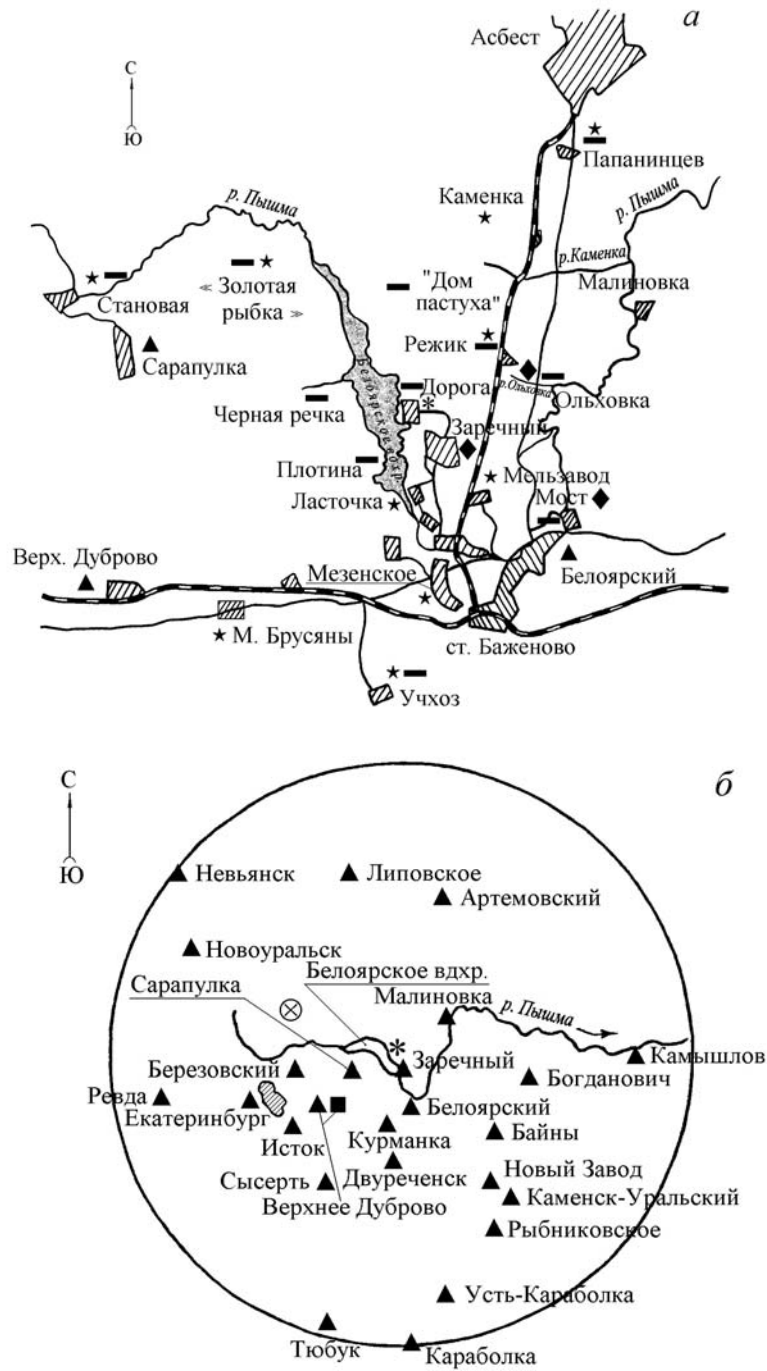 а
Асбест
С
Ю
Папанинцев
Каменка
р. Пышма
р. Пышма
р.Каменка
Малиновка
Становая
« Золотая
рыбка »
"Дом
пастуха"
Режик
Сарапулка
Белоярское вдхр.
Дорога
р.Ольховка
Ольховка
Черная речка
*
Заречный
Плотина
Мельзавод
Ласточка
Мост
Верх. Дуброво
Мезенское
Белоярский
М. Брусяны
ст. Баженово
Учхоз
б
С
Ю
Невьянск
Липовское
Артемовский
Новоуральск
Белоярское вдхр.
Сарапулка
Малиновка
р. Пышма
*
Березовский
Заречный
Камышлов
Богданович
Ревда
Екатеринбург
Белоярский
Исток
Курманка
Байны
Сысерть
Двуреченск
Новый Завод
Верхнее Дуброво
Каменск-Уральский
Рыбниковское
Усть-Караболка
Тюбук
Караболка